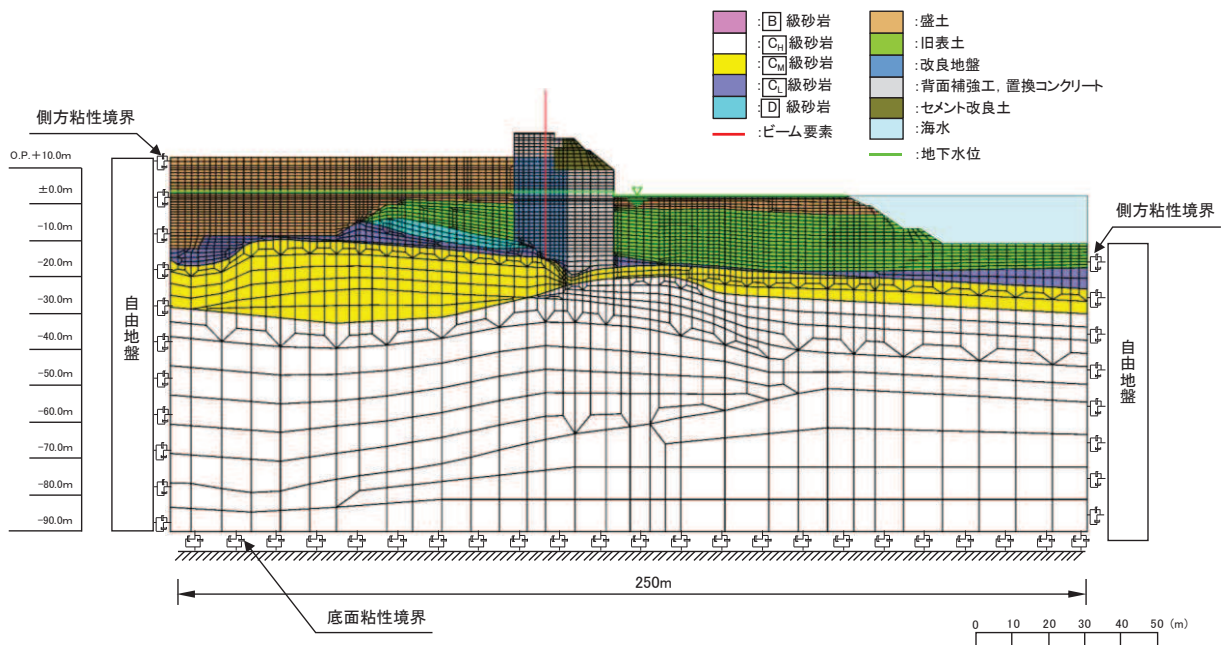 :B 級砂岩
:CH級砂岩
:CM級砂岩
:CL級砂岩
:D 級砂岩
:ビーム要素
:盛土
:旧表土
:改良地盤
:背面補強工，置換コンクリート
:セメント改良土
:海水
:地下水位
側方粘性境界
O.P.+10.0m
±0.0m
-10.0m
-20.0m
-30.0m
-40.0m
-50.0m
-60.0m
-70.0m
-80.0m
-90.0m
自由地盤
側方粘性境界
自由地盤
250m
底面粘性境界
0 10 20 30 40 50 (m)